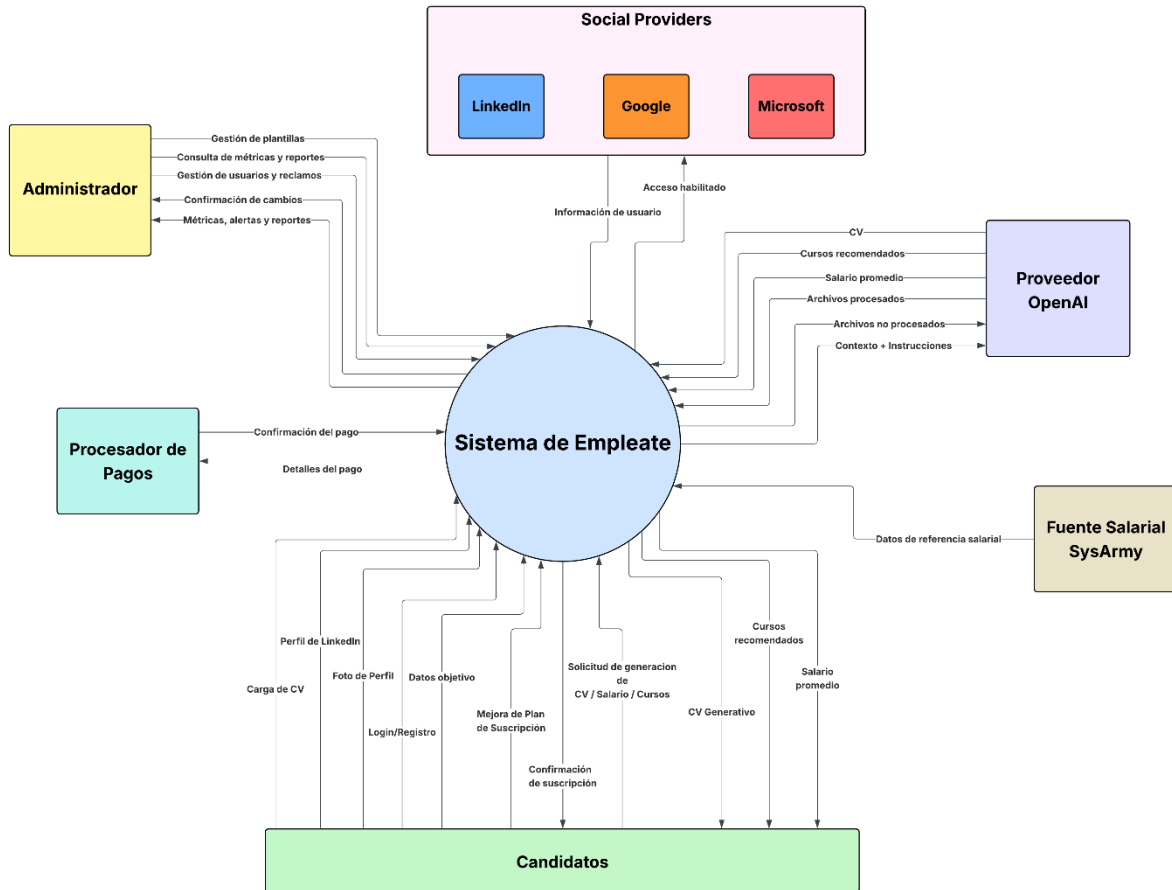 Social Providers
LinkedIn
Google
Microsoft
Administrador
Gestión de plantillas
Consulta de métricas y reportes
Gestión de usuarios y reclamos
Confirmación de cambios
Métricas, alertas y reportes
Información de usuario
Acceso habilitado
CV
Cursos recomendados
Salario promedio
Archivos procesados
Archivos no procesados
Contexto + Instrucciones
Proveedor
OpenAI
Procesador de
Pagos
Confirmación del pago
Detalles del pago
Sistema de Empleate
Fuente Salarial
SysArmy
Datos de referencia salarial
Carga de CV
Perfil de LinkedIn
Foto de Perfil
Login/Registro
Datos objetivo
Mejora de Plan
de Suscripción
Confirmación
de suscripción
Solicitud de generacion
de
CV / Salario / Cursos
CV Generativo
Cursos
recomendados
Salario
promedio
Candidatos